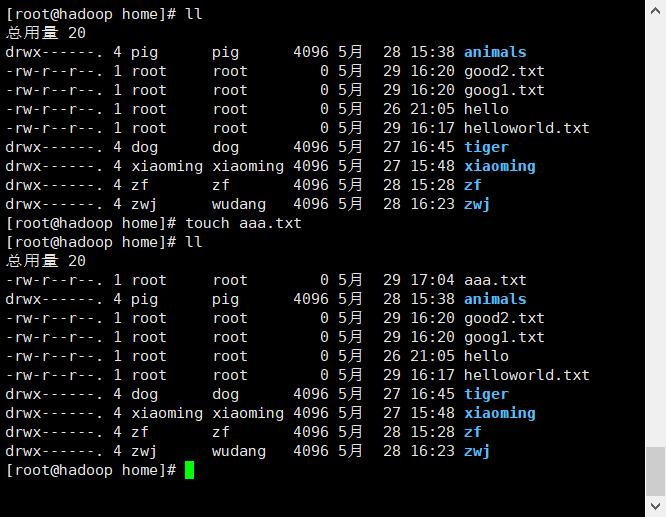 [root@hadoop home]# ll
总用量 20
drwx------. 4 pig      pig      4096 5月  28 15:38 animals
-rw-r--r--. 1 root     root        0 5月  29 16:20 good2.txt
-rw-r--r--. 1 root     root        0 5月  29 16:20 goog1.txt
-rw-r--r--. 1 root     root        0 5月  26 21:05 hello
-rw-r--r--. 1 root     root        0 5月  29 16:17 helloworld.txt
drwx------. 4 dog      dog      4096 5月  27 16:45 tiger
drwx------. 4 xiaoming xiaoming 4096 5月  27 15:48 xiaoming
drwx------. 4 zf       zf       4096 5月  28 15:28 zf
drwx------. 4 zwj      wudang   4096 5月  28 16:23 zwj
[root@hadoop home]# touch aaa.txt
[root@hadoop home]# ll
总用量 20
-rw-r--r--. 1 root     root        0 5月  29 17:04 aaa.txt
drwx------. 4 pig      pig      4096 5月  28 15:38 animals
-rw-r--r--. 1 root     root        0 5月  29 16:20 good2.txt
-rw-r--r--. 1 root     root        0 5月  29 16:20 goog1.txt
-rw-r--r--. 1 root     root        0 5月  26 21:05 hello
-rw-r--r--. 1 root     root        0 5月  29 16:17 helloworld.txt
drwx------. 4 dog      dog      4096 5月  27 16:45 tiger
drwx------. 4 xiaoming xiaoming 4096 5月  27 15:48 xiaoming
drwx------. 4 zf       zf       4096 5月  28 15:28 zf
drwx------. 4 zwj      wudang   4096 5月  28 16:23 zwj
[root@hadoop home]#